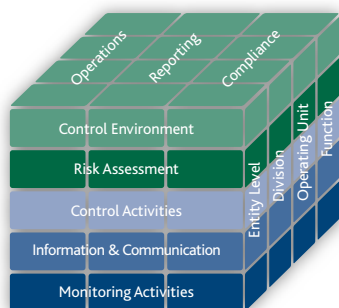 Operations
Reporting
Compliance
Control Environment
Risk Assessment
Control Activities
Information & Communication
Monitoring Activities
Entity Level
Division
Operating Unit
Function